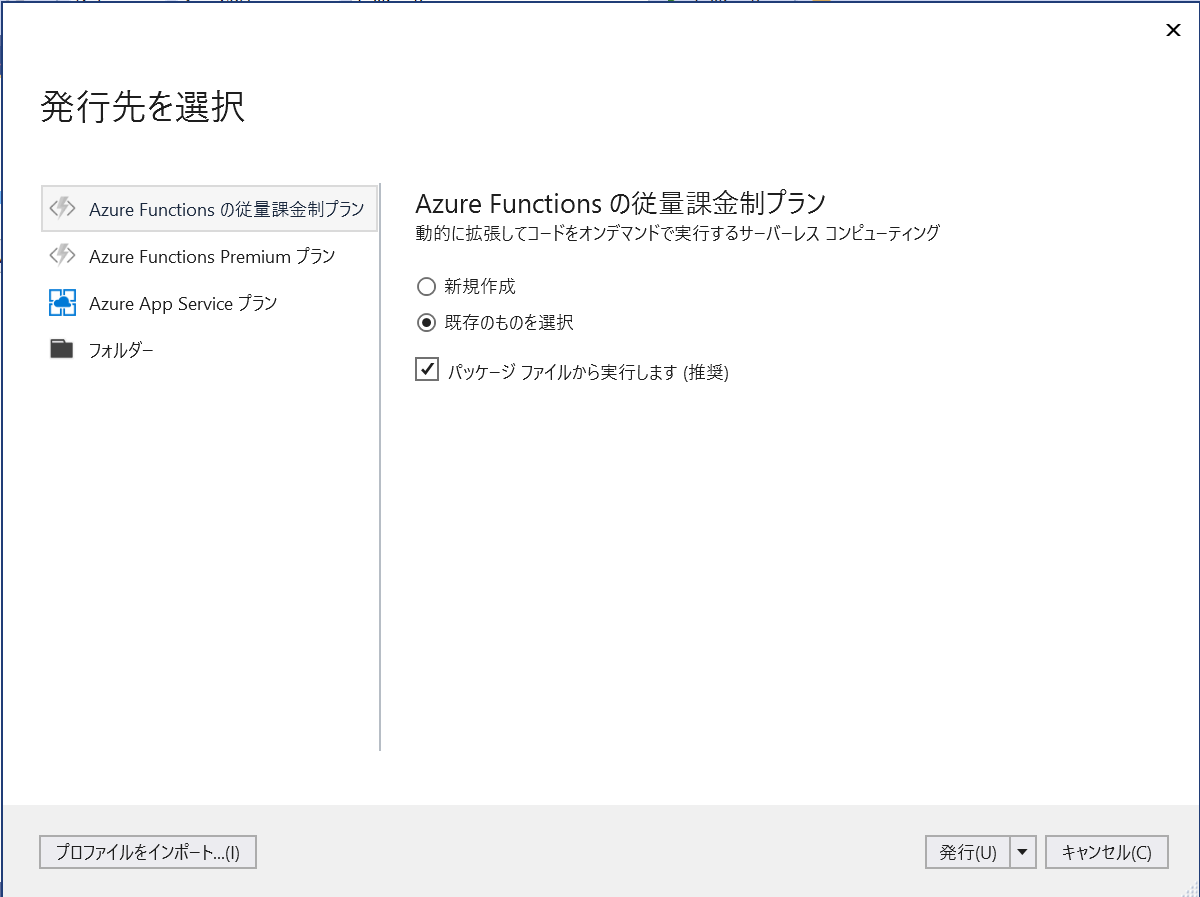 発行先を選択
Azure Functions の従量課金制プラン
Azure Functions Premium プラン
Azure App Service プラン
フォルダー
Azure Functions の従量課金制プラン
動的に拡張してコードをオンデマンドで実行するサーバーレス コンピューティング
新規作成
既存のものを選択
パッケージ ファイルから実行します (推奨)
プロファイルをインポート...(I)
発行(U)
キャンセル(C)